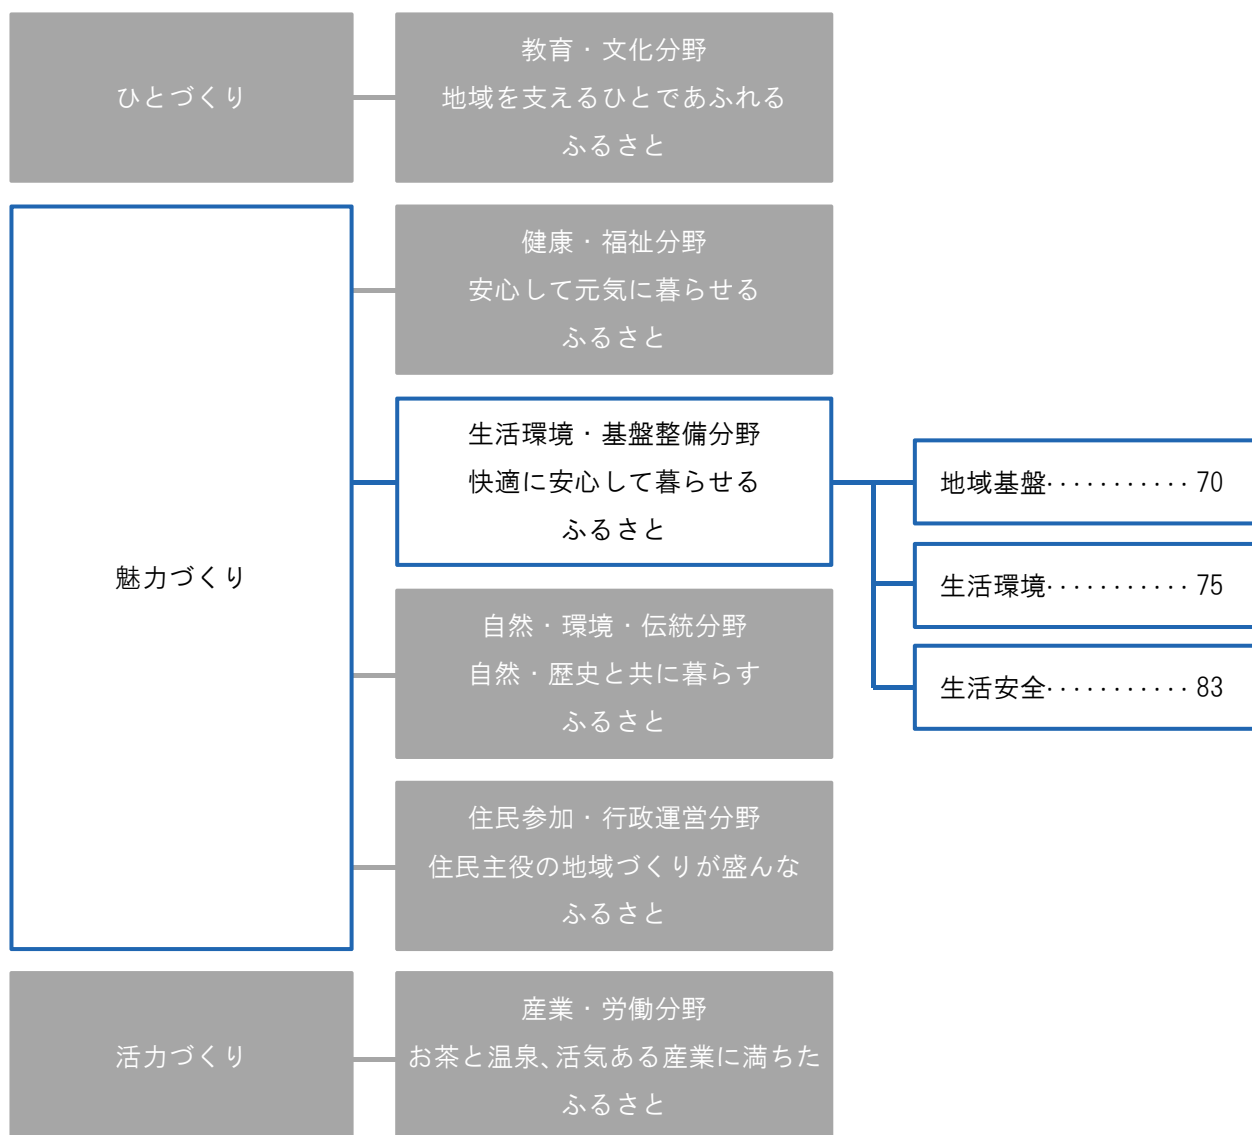 ひとづくり
教育・文化分野
地域を支えるひとであふれる
ふるさと
魅力づくり
健康・福祉分野
安心して元気に暮らせる
ふるさと
生活環境・基盤整備分野
快適に安心して暮らせる
ふるさと
地域基盤・・・・・・・・・・・70
生活環境・・・・・・・・・・・75
生活安全・・・・・・・・・・・83
自然・環境・伝統分野
自然・歴史と共に暮らす
ふるさと
住民参加・行政運営分野
住民主役の地域づくりが盛んな
ふるさと
活力づくり
産業・労働分野
お茶と温泉、活気ある産業に満ちた
ふるさと